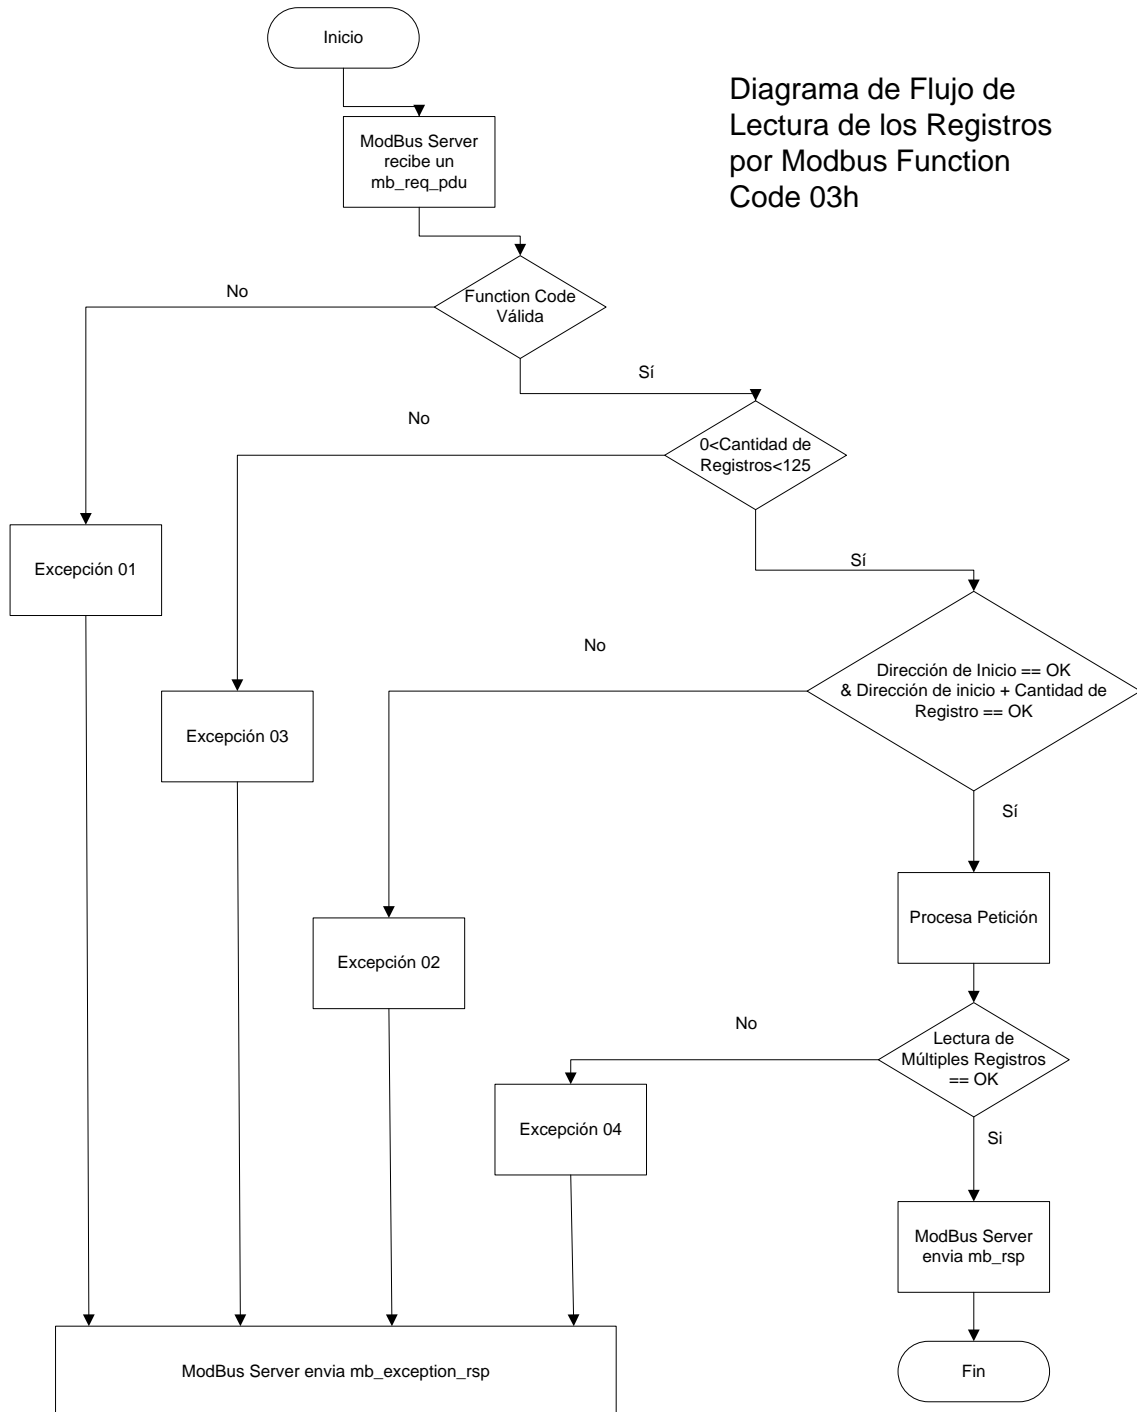 Inicio
Diagrama de Flujo de
Lectura de los Registros
por Modbus Function
Code 03h
ModBus Server
recibe un
mb_req_pdu
No
Function Code
Válida
Sí
No
0<Cantidad de
Registros<125
Sí
Excepción 01
No
Dirección de Inicio == OK
& Dirección de inicio + Cantidad de
Registro == OK
Excepción 03
Sí
Procesa Petición
Excepción 02
No
Lectura de
Múltiples Registros
== OK
Excepción 04
Si
ModBus Server
envia mb_rsp
ModBus Server envia mb_exception_rsp
Fin